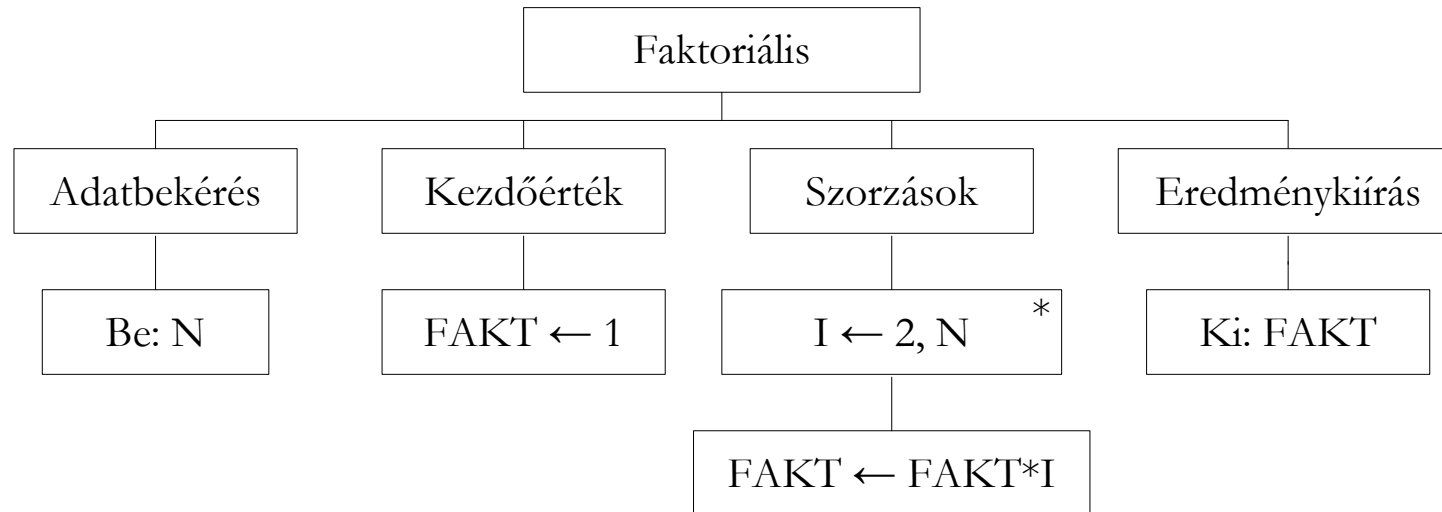 Faktoriális
Adatbekérés
Kezdőérték
Szorzások
Eredménykiírás
Be: N
FAKT ← 1
I ← 2, N *
Ki: FAKT
FAKT ← FAKT*I